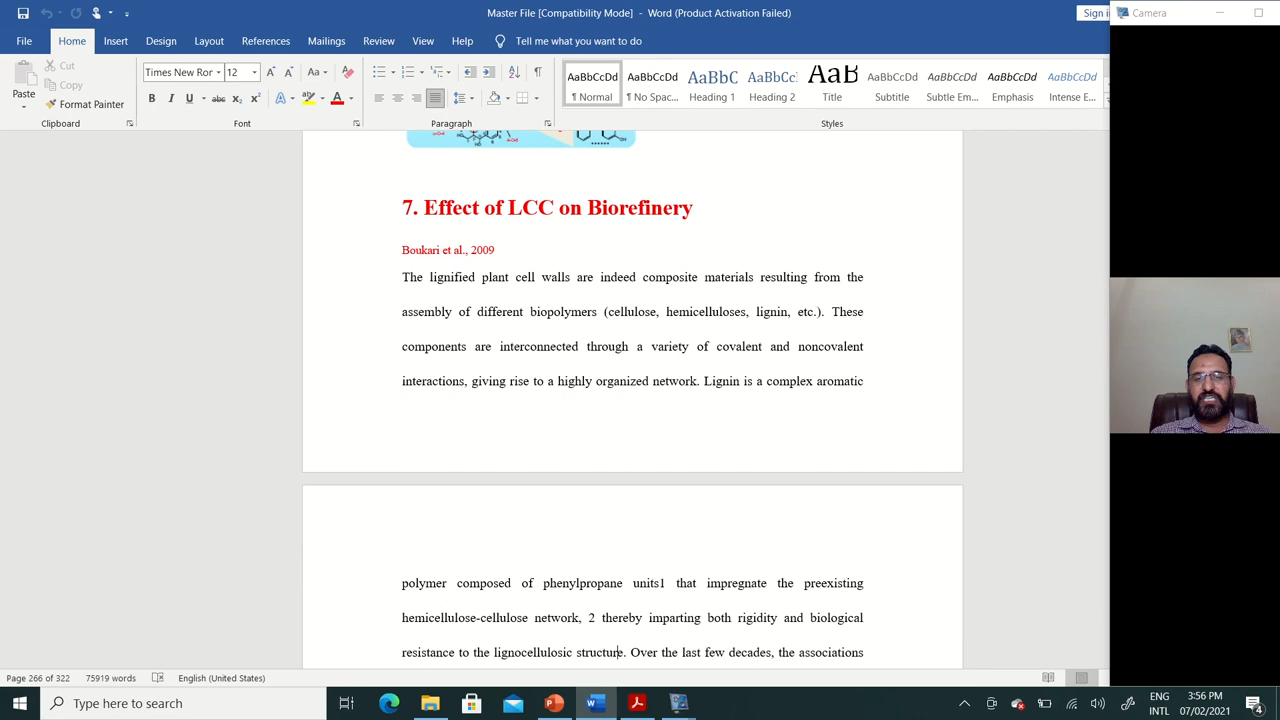 Master File [Compatibility Mode] - Word (Product Activation Failed)
Sign i
Camera
File Home Insert Design Layout References Mailings Review View Help Tell me what you want to do
Paste
Cut
Copy
Format Painter
Clipboard
Times New Ror 12
Font
Paragraph
AaBbCcDd AaBbCcDd AaBbC AaBbCc AaB AaBbCcDd AaBbCcDd AaBbCcDd AaBbCcDd
¶ Normal ¶ No Spac... Heading 1 Heading 2 Title Subtitle Subtle Em... Emphasis Intense E...
Styles
7. Effect of LCC on Biorefinery
Boukari et al., 2009
The lignified plant cell walls are indeed composite materials resulting from the
assembly of different biopolymers (cellulose, hemicelluloses, lignin, etc.). These
components are interconnected through a variety of covalent and noncovalent
interactions, giving rise to a highly organized network. Lignin is a complex aromatic
polymer composed of phenylpropane units1 that impregnate the preexisting
hemicellulose-cellulose network, 2 thereby imparting both rigidity and biological
resistance to the lignocellulosic structure. Over the last few decades, the associations
Page 266 of 322 75919 words English (United States)
Type here to search
ENG
INTL
3:56 PM
07/02/2021
4